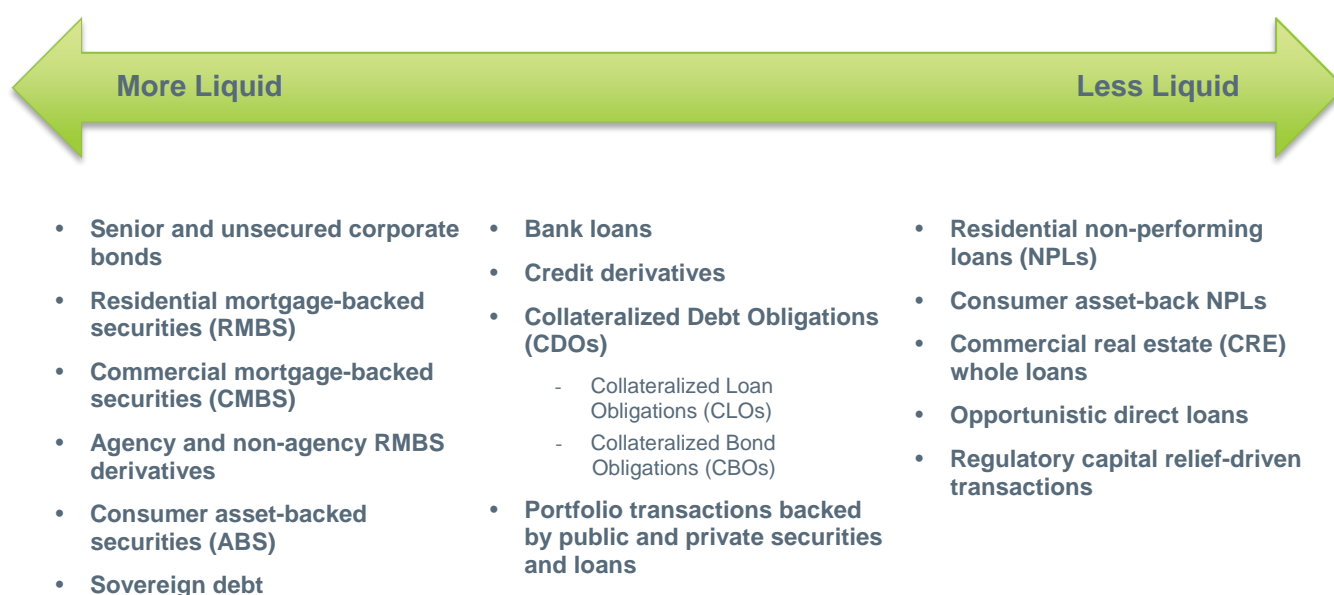 More Liquid
Less Liquid
• Senior and unsecured corporate
bonds
• Residential mortgage-backed
securities (RMBS)
• Commercial mortgage-backed
securities (CMBS)
• Agency and non-agency RMBS
derivatives
• Consumer asset-backed
securities (ABS)
• Sovereign debt
• Bank loans
• Credit derivatives
• Collateralized Debt Obligations
(CDOs)
- Collateralized Loan
Obligations (CLOs)
- Collateralized Bond
Obligations (CBOs)
• Portfolio transactions backed
by public and private securities
and loans
• Residential non-performing
loans (NPLs)
• Consumer asset-back NPLs
• Commercial real estate (CRE)
whole loans
• Opportunistic direct loans
• Regulatory capital relief-driven
transactions